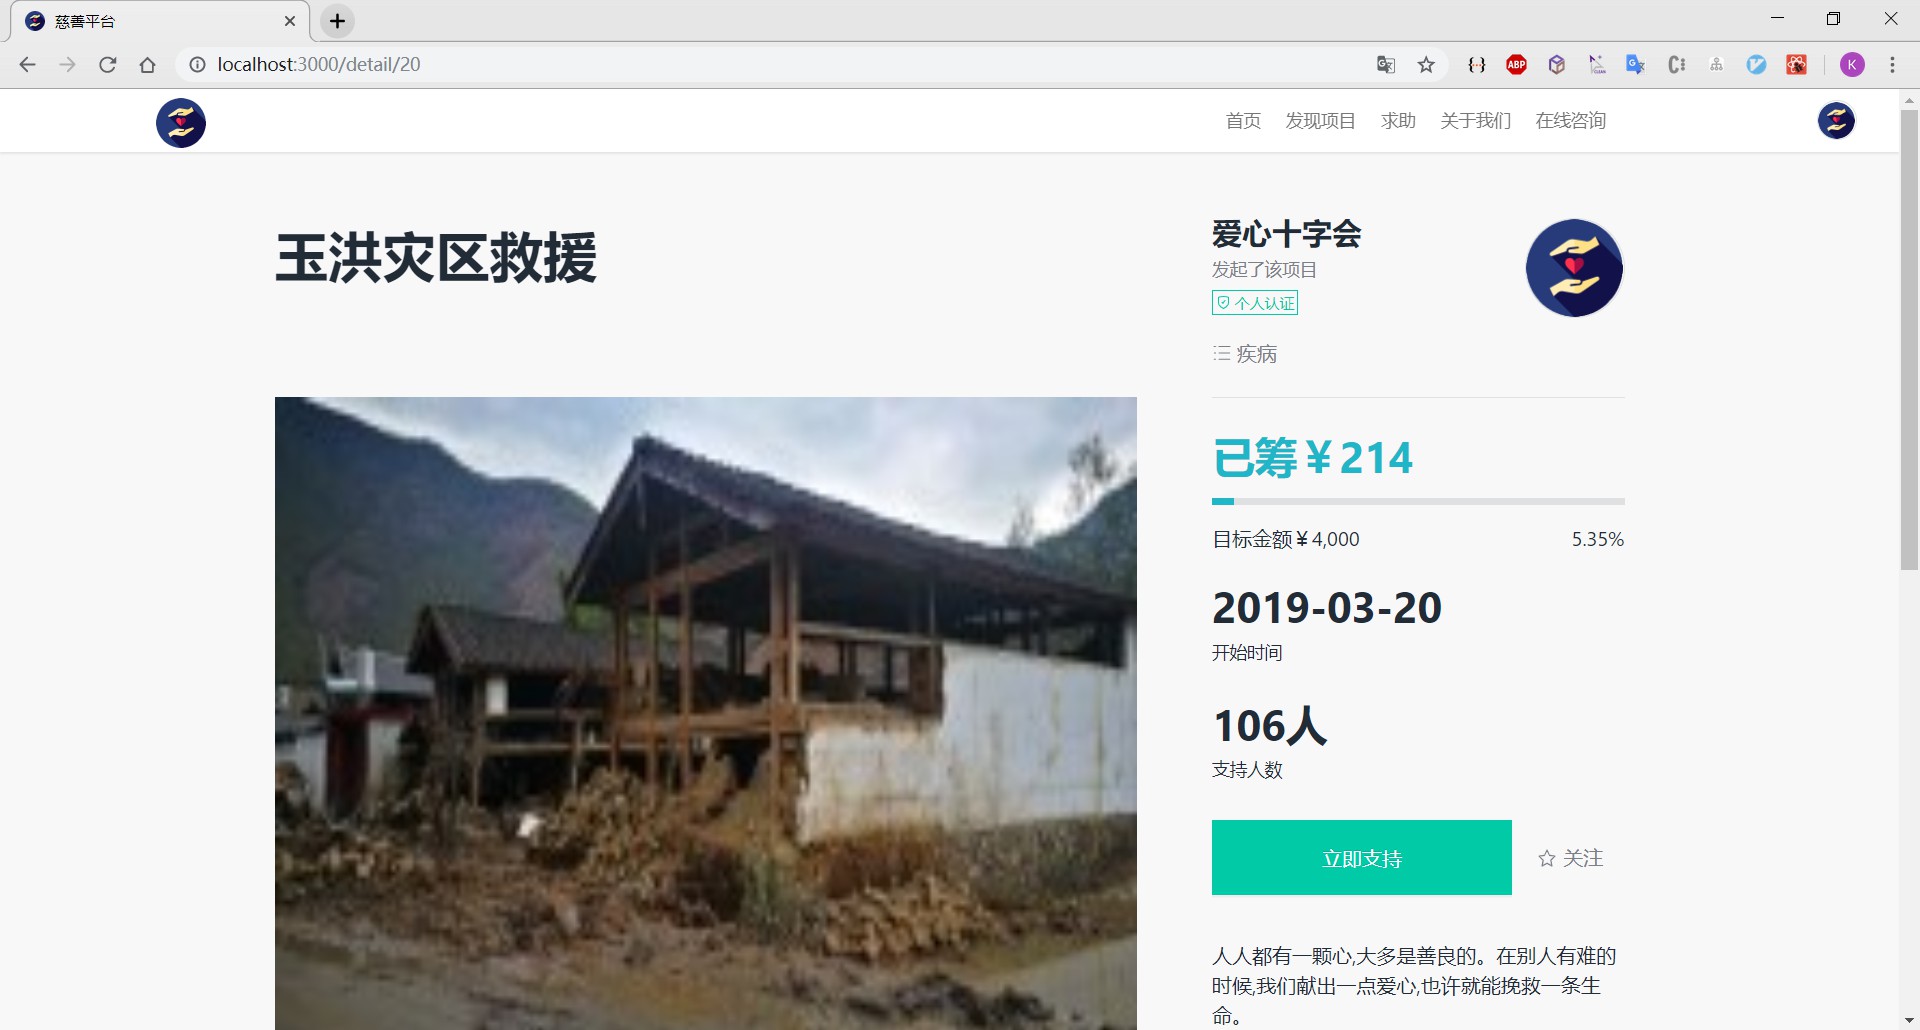 慈善平台
localhost:3000/detail/20
ABP
K
首页 发现项目 求助 关于我们 在线咨询
玉洪灾区救援
爱心十字会
发起了该项目
个人认证
疾病
已筹￥214
目标金额￥4,000 5.35%
2019-03-20
开始时间
106人
支持人数
立即支持 关注
人人都有一颗心,大多是善良的。在别人有难的
时候,我们献出一点爱心,也许就能挽救一条生
命。